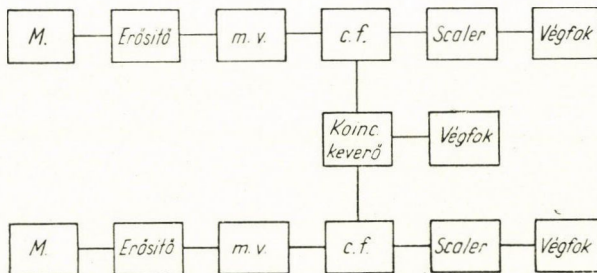 M. Erősítő m.v. c.f. Scaler Végfok
Koinc. Végfok
keverő
M. Erősítő m.v. c.f. Scaler Végfok